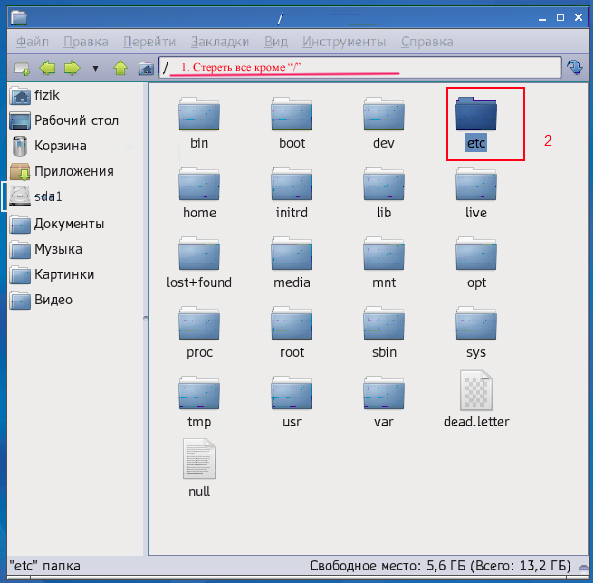 /
Файл Правка Перейти Закладки Вид Инструменты Справка
/ 1. Стереть все кроме “/”
fizik
Рабочий стол
Корзина
Приложения
sda1
Документы
Музыка
Картинки
Видео
bin boot dev etc 2
home initrd lib live
lost+found media mnt opt
proc root sbin sys
tmp usr var dead.letter
null
"etc" папка Свободное место: 5,6 ГБ (Всего: 13,2 ГБ)